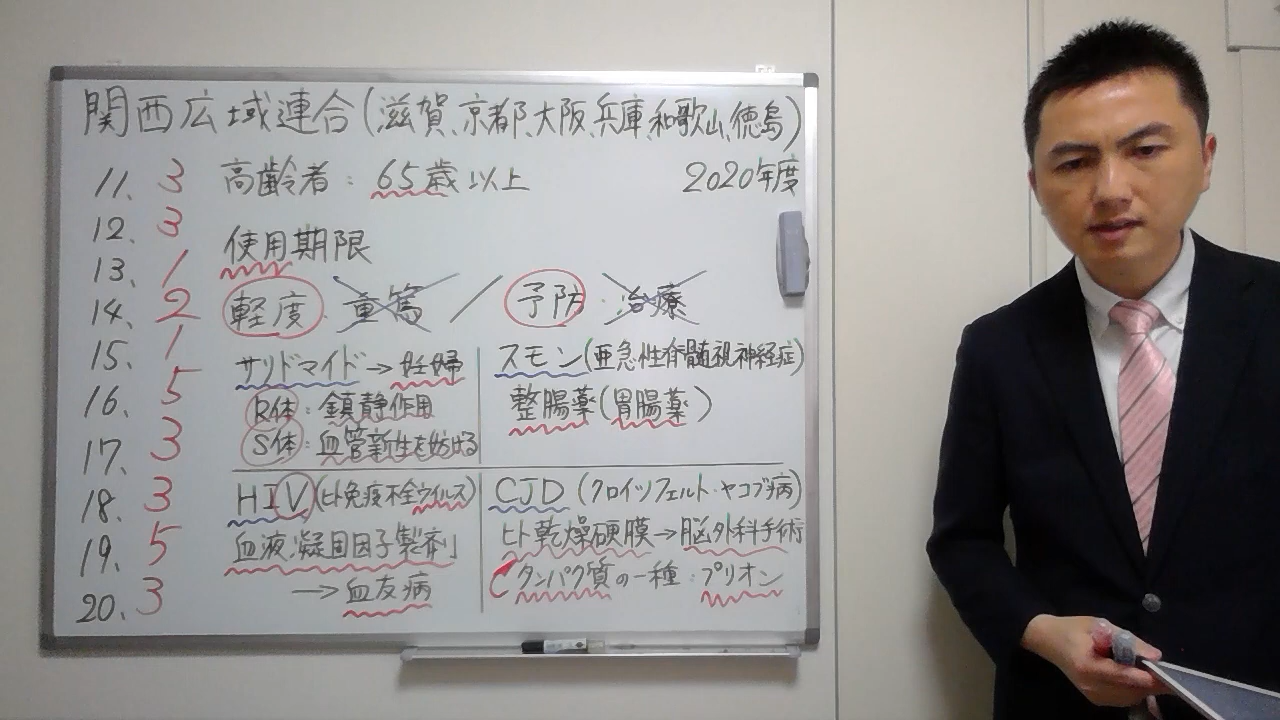 関西広域連合(滋賀、京都、大阪、兵庫、和歌山、徳島)
11. 3 高齢者:65歳以上 2020年度
12. 3
使用期限
13. 1
14. 2 軽度・重篤/予防・治療
15. 1
サリドマイド→妊婦
R体:鎮静作用
S体:血管新生を妨げる
スモン(亜急性脊髄視神経症)
整腸薬(胃腸薬)
16. 5
17. 3
18. 3 HIV(ヒト免疫不全ウイルス)
血液凝固因子製剤
→血友病
CJD(クロイツフェルト・ヤコブ病)
ヒト乾燥硬膜→脳外科手術
タンパク質の一種:プリオン
19. 5
20. 3